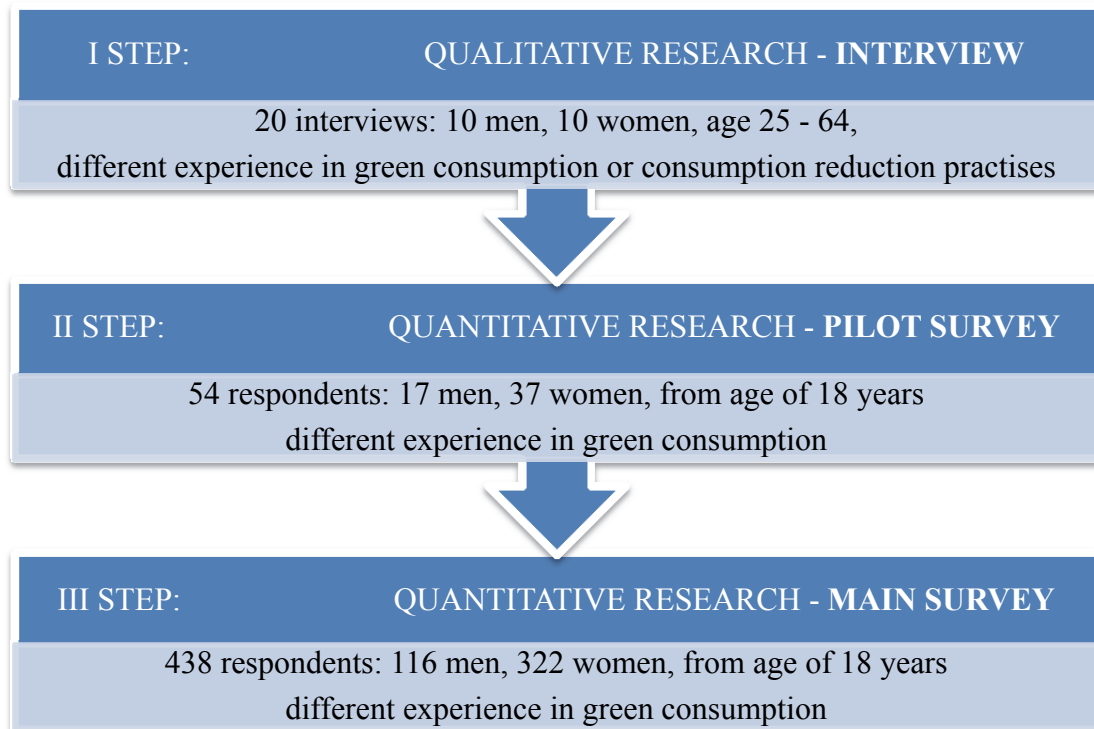 I STEP: QUALITATIVE RESEARCH - INTERVIEW
20 interviews: 10 men, 10 women, age 25 - 64,
different experience in green consumption or consumption reduction practises
II STEP: QUANTITATIVE RESEARCH - PILOT SURVEY
54 respondents: 17 men, 37 women, from age of 18 years
different experience in green consumption
III STEP: QUANTITATIVE RESEARCH - MAIN SURVEY
438 respondents: 116 men, 322 women, from age of 18 years
different experience in green consumption